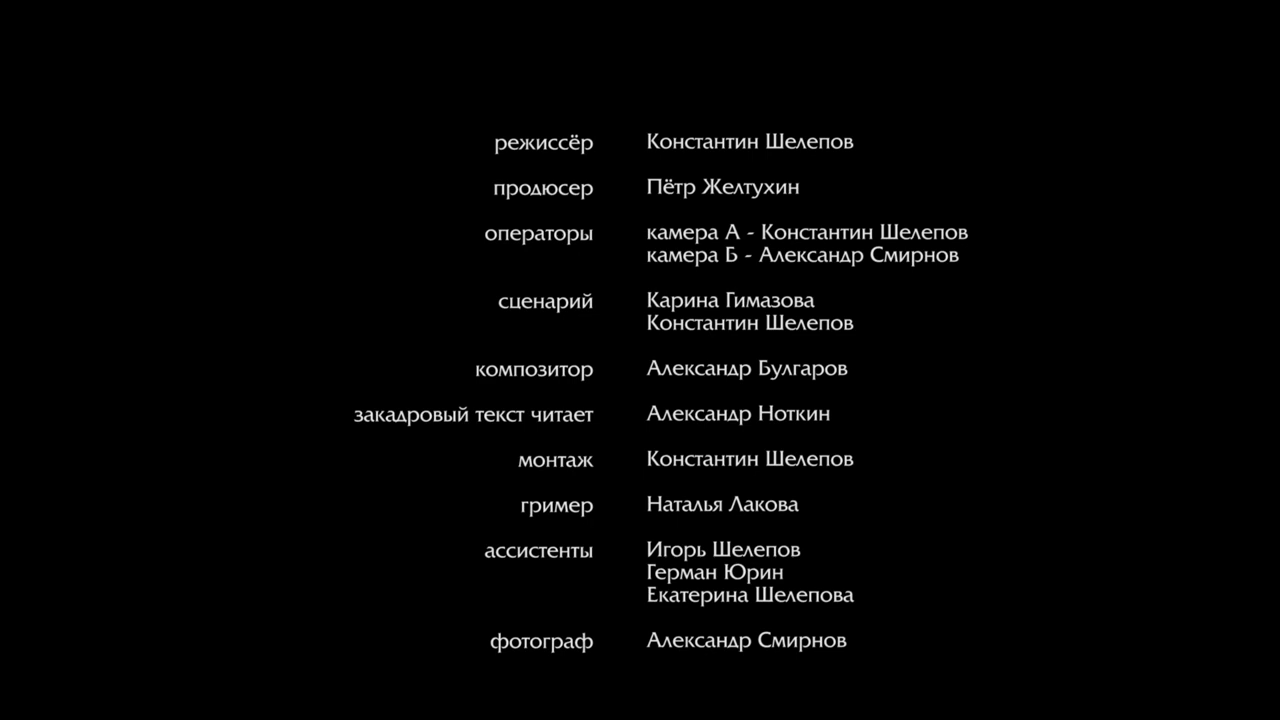 режиссёр Константин Шелепов
продюсер Пётр Желтухин
операторы камера А - Константин Шелепов
камера Б - Александр Смирнов
сценарий Карина Гимазова
Константин Шелепов
композитор Александр Булгаров
закадровый текст читает Александр Ноткин
монтаж Константин Шелепов
гример Наталья Лакова
ассистенты Игорь Шелепов
Герман Юрин
Екатерина Шелепова
фотограф Александр Смирнов